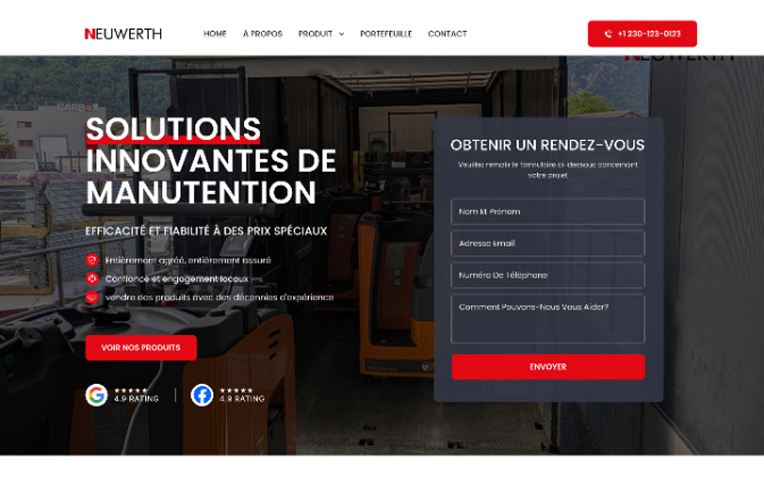 NEUWERTH
HOME À PROPOS PRODUIT PORTEFEUILLE CONTACT
+1 230-123-0123
NEUWERTH
CARBOX
SOLUTIONS
INNOVANTES DE
MANUTENTION
EFFICACITÉ ET FIABILITÉ À DES PRIX SPÉCIAUX
Entièrement agréé, entièrement assuré
Confiance et engagement locaux
vendre des produits avec des décennies d'expérience
VOIR NOS PRODUITS
4.9 RATING
4.9 RATING
OBTENIR UN RENDEZ-VOUS
Veuillez remplir le formulaire ci-dessous concernant
votre projet
Nom Et Prénom
Adresse Email
Numéro De Téléphone
Comment Pouvons-Nous Vous Aider?
ENVOYER